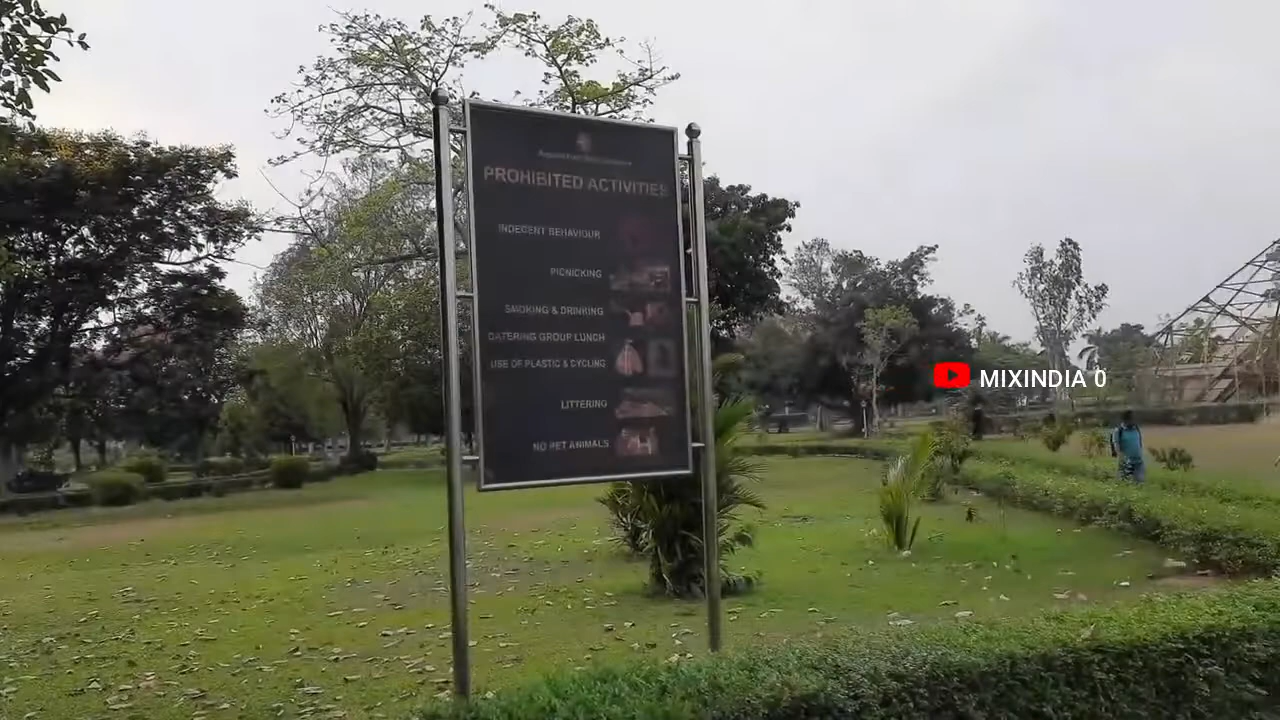 PROHIBITED ACTIVITIES
INDECENT BEHAVIOUR
PICNICKING
SMOKING & DRINKING
CATERING GROUP LUNCH
USE OF PLASTIC & CYCLING
LITTERING
NO PET ANIMALS
MIXINDIA 0